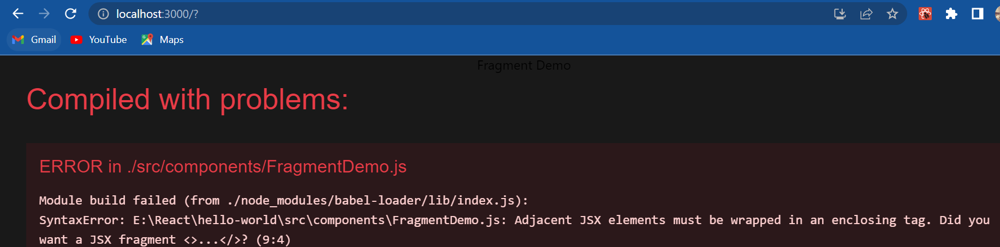 localhost:3000/?
Gmail YouTube Maps
Fragment Demo
Compiled with problems:
ERROR in ./src/components/FragmentDemo.js
Module build failed (from ./node_modules/babel-loader/lib/index.js):
SyntaxError: E:\React\hello-world\src\components\FragmentDemo.js: Adjacent JSX elements must be wrapped in an enclosing tag. Did you
want a JSX fragment <>...</>? (9:4)